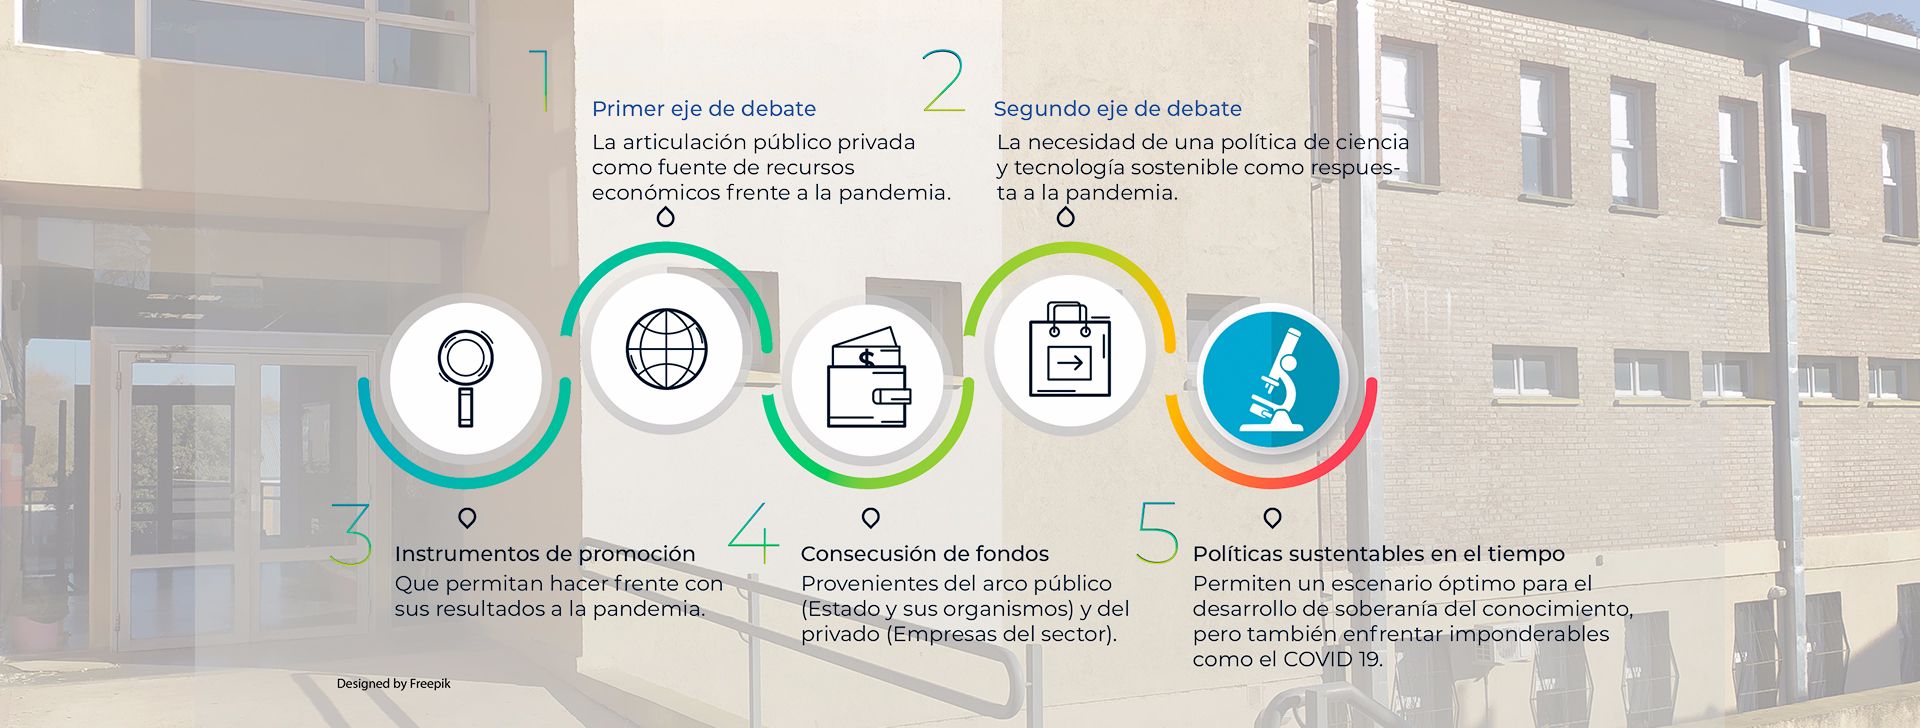 1
Primer eje de debate
La articulación público privada
como fuente de recursos
económicos frente a la pandemia.
2
Segundo eje de debate
La necesidad de una política de ciencia
y tecnología sostenible como respues-
ta a la pandemia.
$
3
Instrumentos de promoción
Que permitan hacer frente con
sus resultados a la pandemia.
4
Consecusión de fondos
Provenientes del arco público
(Estado y sus organismos) y del
privado (Empresas del sector).
5
Políticas sustentables en el tiempo
Permiten un escenario óptimo para el
desarrollo de soberanía del conocimiento,
pero también enfrentar imponderables
como el COVID 19.
Designed by Freepik